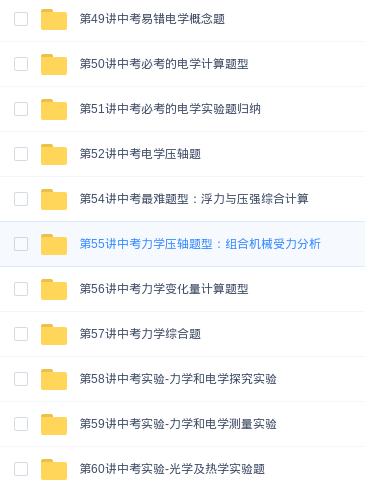 第49讲中考易错电学概念题
第50讲中考必考的电学计算题型
第51讲中考必考的电学实验题归纳
第52讲中考电学压轴题
第54讲中考最难题型：浮力与压强综合计算
第55讲中考力学压轴题型：组合机械受力分析
第56讲中考力学变化量计算题型
第57讲中考力学综合题
第58讲中考实验-力学和电学探究实验
第59讲中考实验-力学和电学测量实验
第60讲中考实验-光学及热学实验题